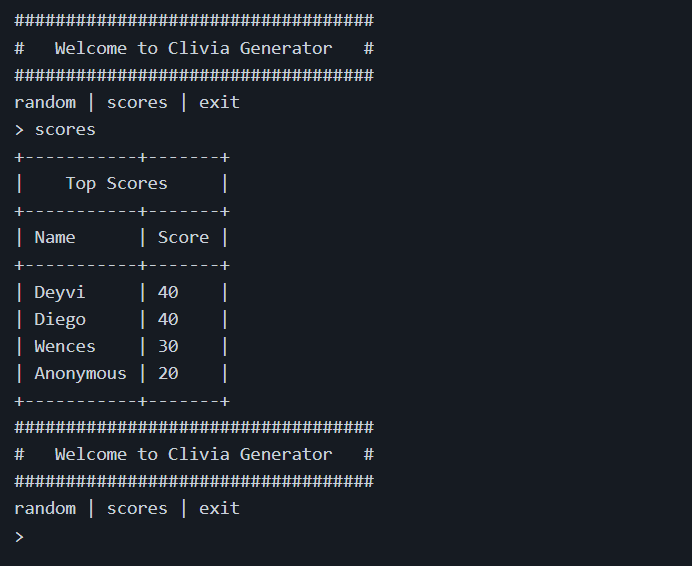 ###################################
#   Welcome to Clivia Generator   #
###################################
random | scores | exit
> scores
+-----------+-------+
|    Top Scores     |
+-----------+-------+
| Name      | Score |
+-----------+-------+
| Deyvi     | 40    |
| Diego     | 40    |
| Wences    | 30    |
| Anonymous | 20    |
+-----------+-------+
###################################
#   Welcome to Clivia Generator   #
###################################
random | scores | exit
>